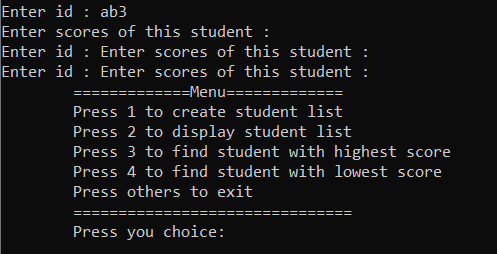 Enter id : ab3
Enter scores of this student :
Enter id : Enter scores of this student :
Enter id : Enter scores of this student :
=============Menu=============
Press 1 to create student list
Press 2 to display student list
Press 3 to find student with highest score
Press 4 to find student with lowest score
Press others to exit
===============================
Press you choice: